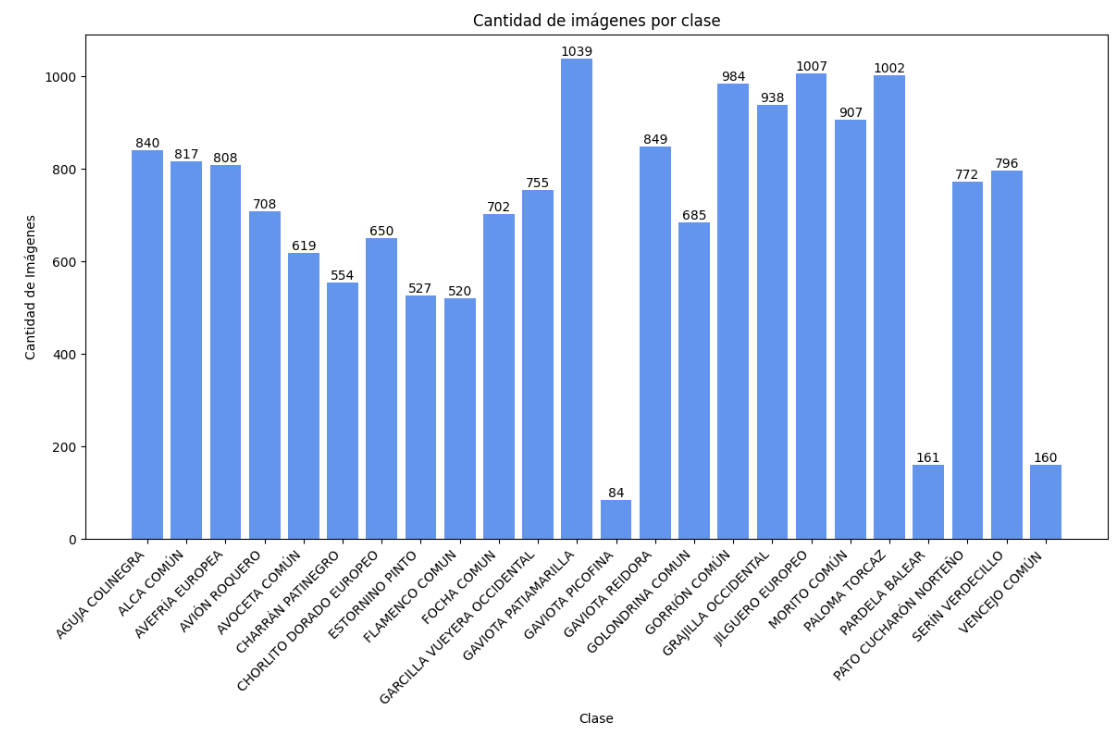 Cantidad de imágenes por clase
Cantidad de Imágenes
1000
800
600
400
200
0
840
817
808
708
619
554
650
527
520
702
755
1039
84
849
685
984
938
1007
907
1002
161
772
796
160
AGUJA COLINEGRA
ALCA COMÚN
AVEFRÍA EUROPEA
AVIÓN ROQUERO
AVOCETA COMÚN
CHARRÁN PATINEGRO
CHORLITO DORADO EUROPEO
ESTORNINO PINTO
FLAMENCO COMUN
FOCHA COMÚN
GARCILLA VUEYERA OCCIDENTAL
GAVIOTA PATIAMARILLA
GAVIOTA PICOFINA
GAVIOTA REIDORA
GOLONDRINA COMUN
GORRIÓN COMÚN
GRAJILLA OCCIDENTAL
JILGUERO EUROPEO
MORITO COMÚN
PALOMA TORCAZ
PARDELA BALEAR
PATO CUCHARÓN NORTEÑO
SERÍN VERDECILLO
VENCEJO COMÚN
Clase